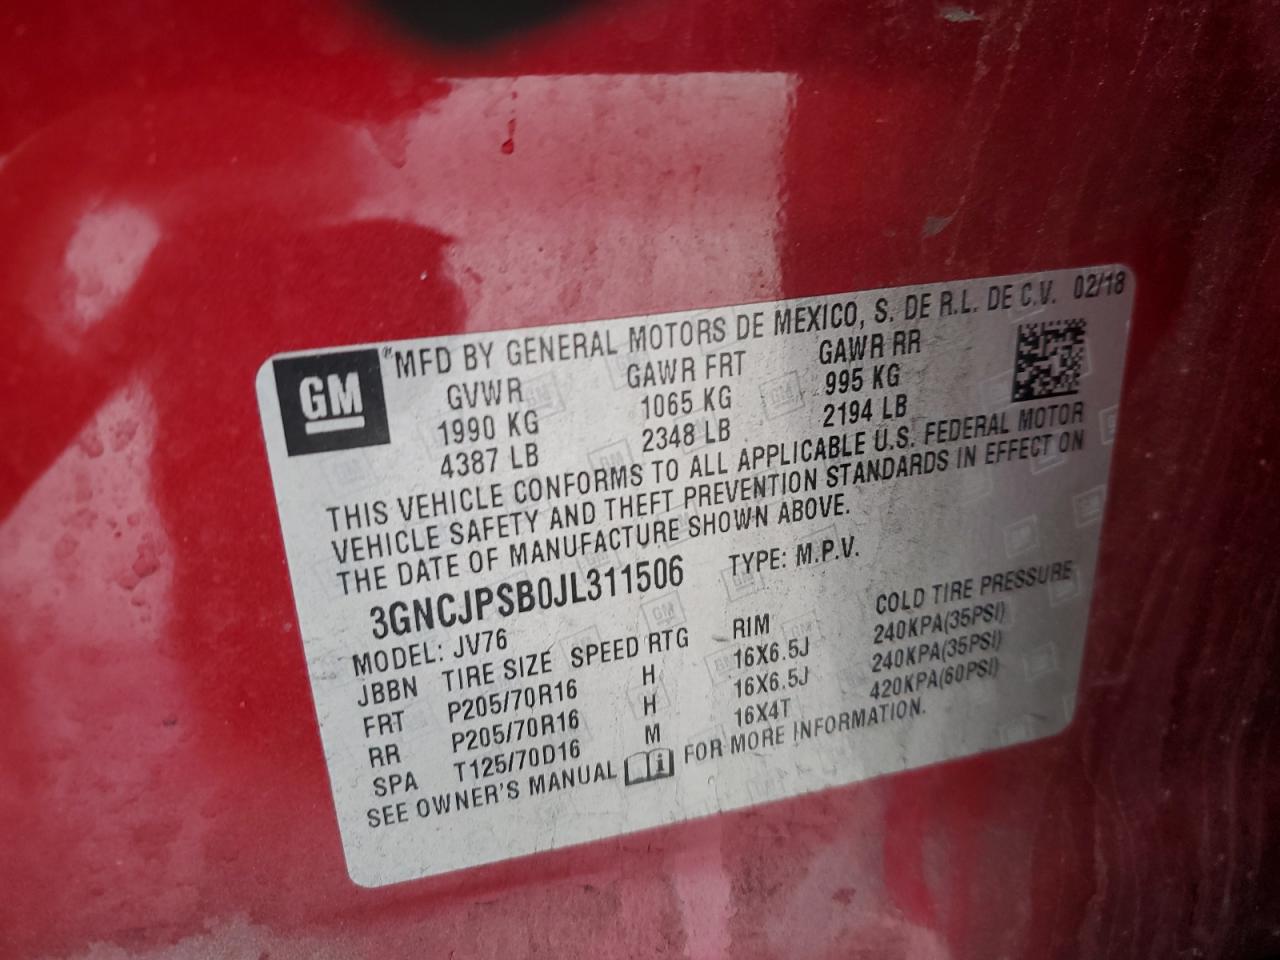 GM
MFD BY GENERAL MOTORS DE MEXICO, S. DE R.L. DE C.V. 02/18
GVWR GAWR FRT GAWR RR
1990 KG 1065 KG 995 KG
4387 LB 2348 LB 2194 LB
THIS VEHICLE CONFORMS TO ALL APPLICABLE U.S. FEDERAL MOTOR
VEHICLE SAFETY AND THEFT PREVENTION STANDARDS IN EFFECT ON
THE DATE OF MANUFACTURE SHOWN ABOVE.
3GNCJPSB0JL311506 TYPE: M.P.V.
MODEL: JV76
JBBN TIRE SIZE SPEED RTG RIM COLD TIRE PRESSURE
FRT P205/70R16 H 16X6.5J 240KPA(35PSI)
RR P205/70R16 H 16X6.5J 240KPA(35PSI)
SPA T125/70D16 M 16X4T 420KPA(60PSI)
SEE OWNER'S MANUAL FOR MORE INFORMATION.